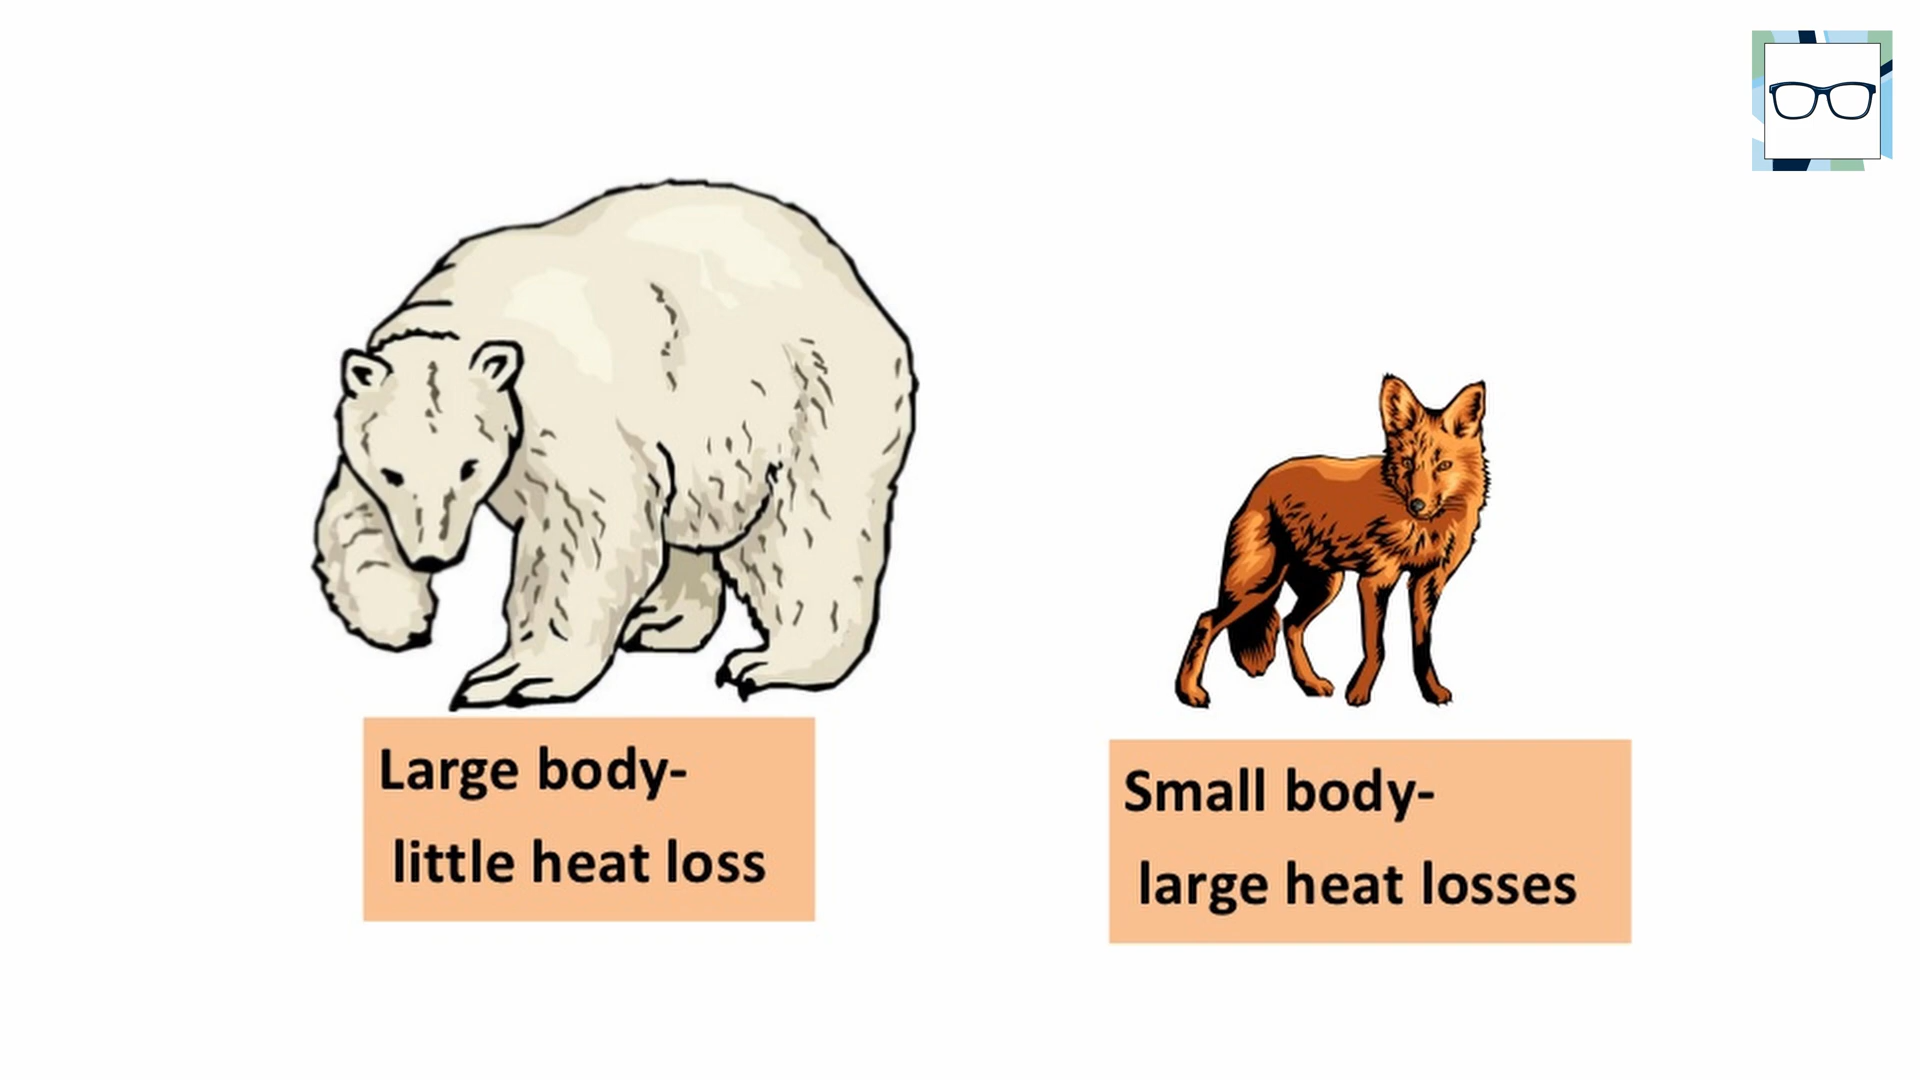 Large body-
little heat loss
Small body-
large heat losses